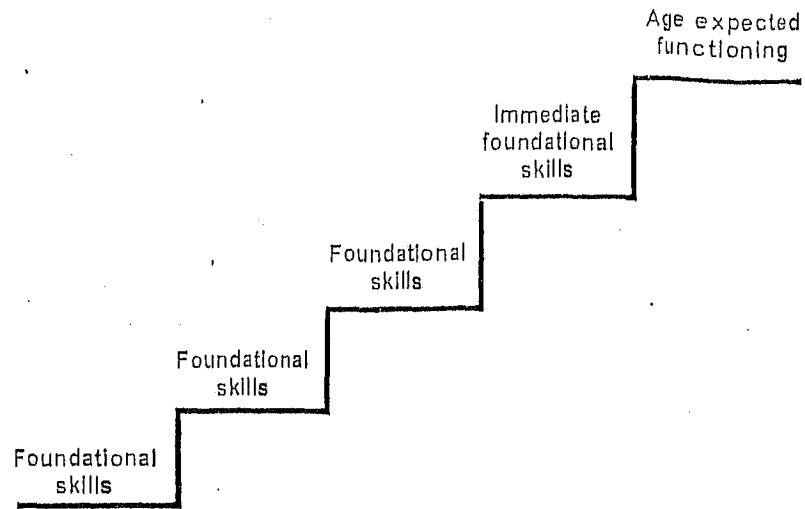 Age expected
functioning
Immediate
foundational
skills
Foundational
skills
Foundational
skills
Foundational
skills